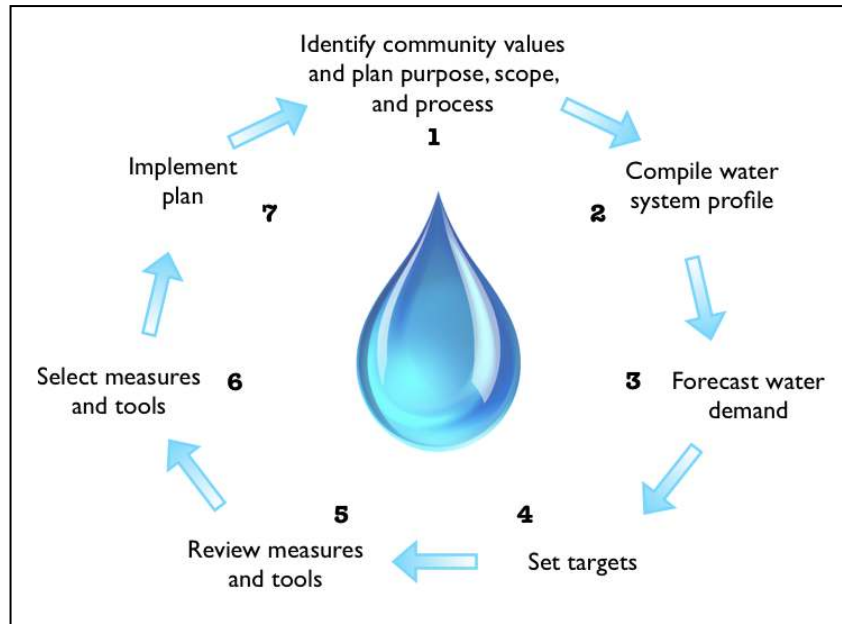 Identify community values
and plan purpose, scope,
and process
1
Compile water
system profile
2
3
Forecast water
demand
4
Set targets
5
Review measures
and tools
6
Select measures
and tools
7
Implement
plan